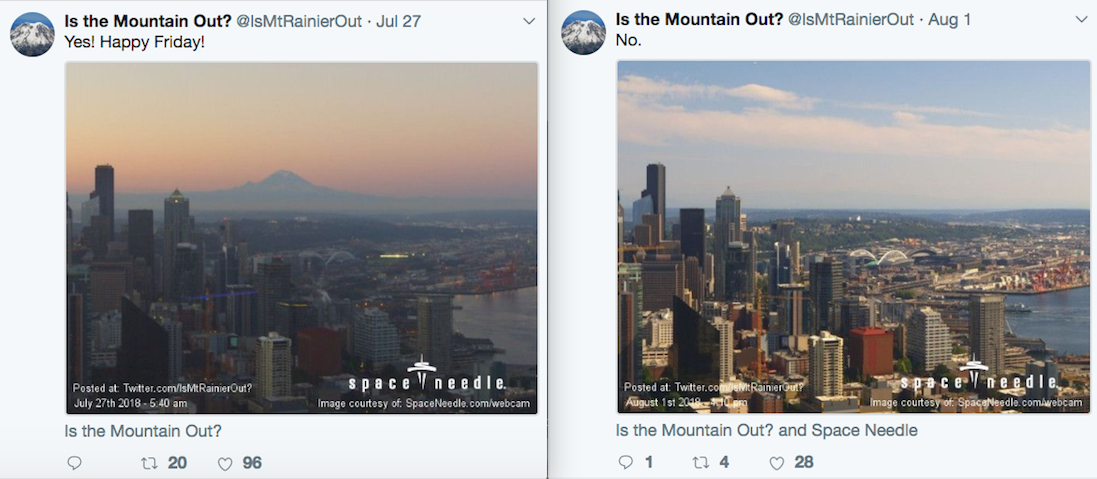 Is the Mountain Out? @IsMtRainierOut · Jul 27
Yes! Happy Friday!
Posted at: Twitter.com/IsMtRainierOut?
July 27th 2018 - 5:40 am
space needle.
Image courtesy of: SpaceNeedle.com/webcam
Is the Mountain Out?
20 96
Is the Mountain Out? @IsMtRainierOut · Aug 1
No.
Posted at: Twitter.com/IsMtRainierOut?
August 1st 2018 - pm
space needle.
Image courtesy of: SpaceNeedle.com/webcam
Is the Mountain Out? and Space Needle
1 4 28